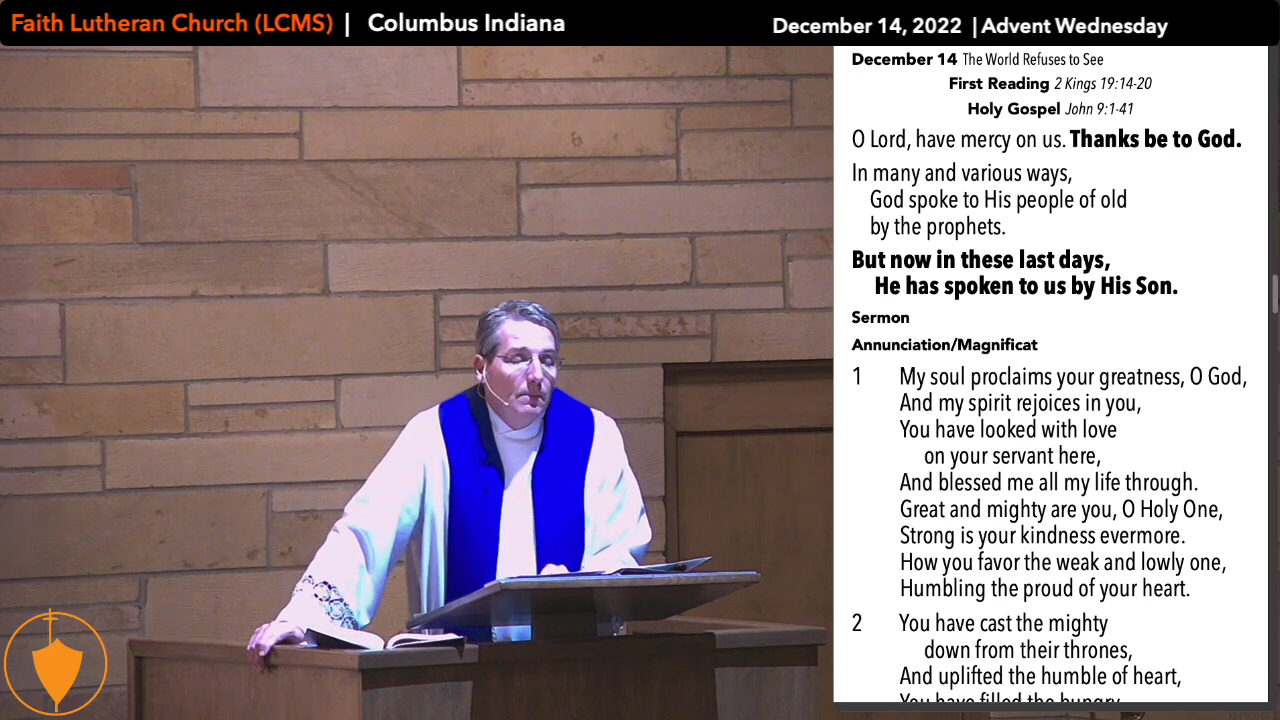 Faith Lutheran Church (LCMS) | Columbus Indiana
December 14, 2022 | Advent Wednesday
December 14 The World Refuses to See
First Reading 2 Kings 19:14-20
Holy Gospel John 9:1-41
O Lord, have mercy on us. Thanks be to God.
In many and various ways,
God spoke to His people of old
by the prophets.
But now in these last days,
He has spoken to us by His Son.
Sermon
Annunciation/Magnificat
1 My soul proclaims your greatness, O God,
And my spirit rejoices in you,
You have looked with love
on your servant here,
And blessed me all my life through.
Great and mighty are you, O Holy One,
Strong is your kindness evermore.
How you favor the weak and lowly one,
Humbling the proud of your heart.
2 You have cast the mighty
down from their thrones,
And uplifted the humble of heart,
You have filled the hungry